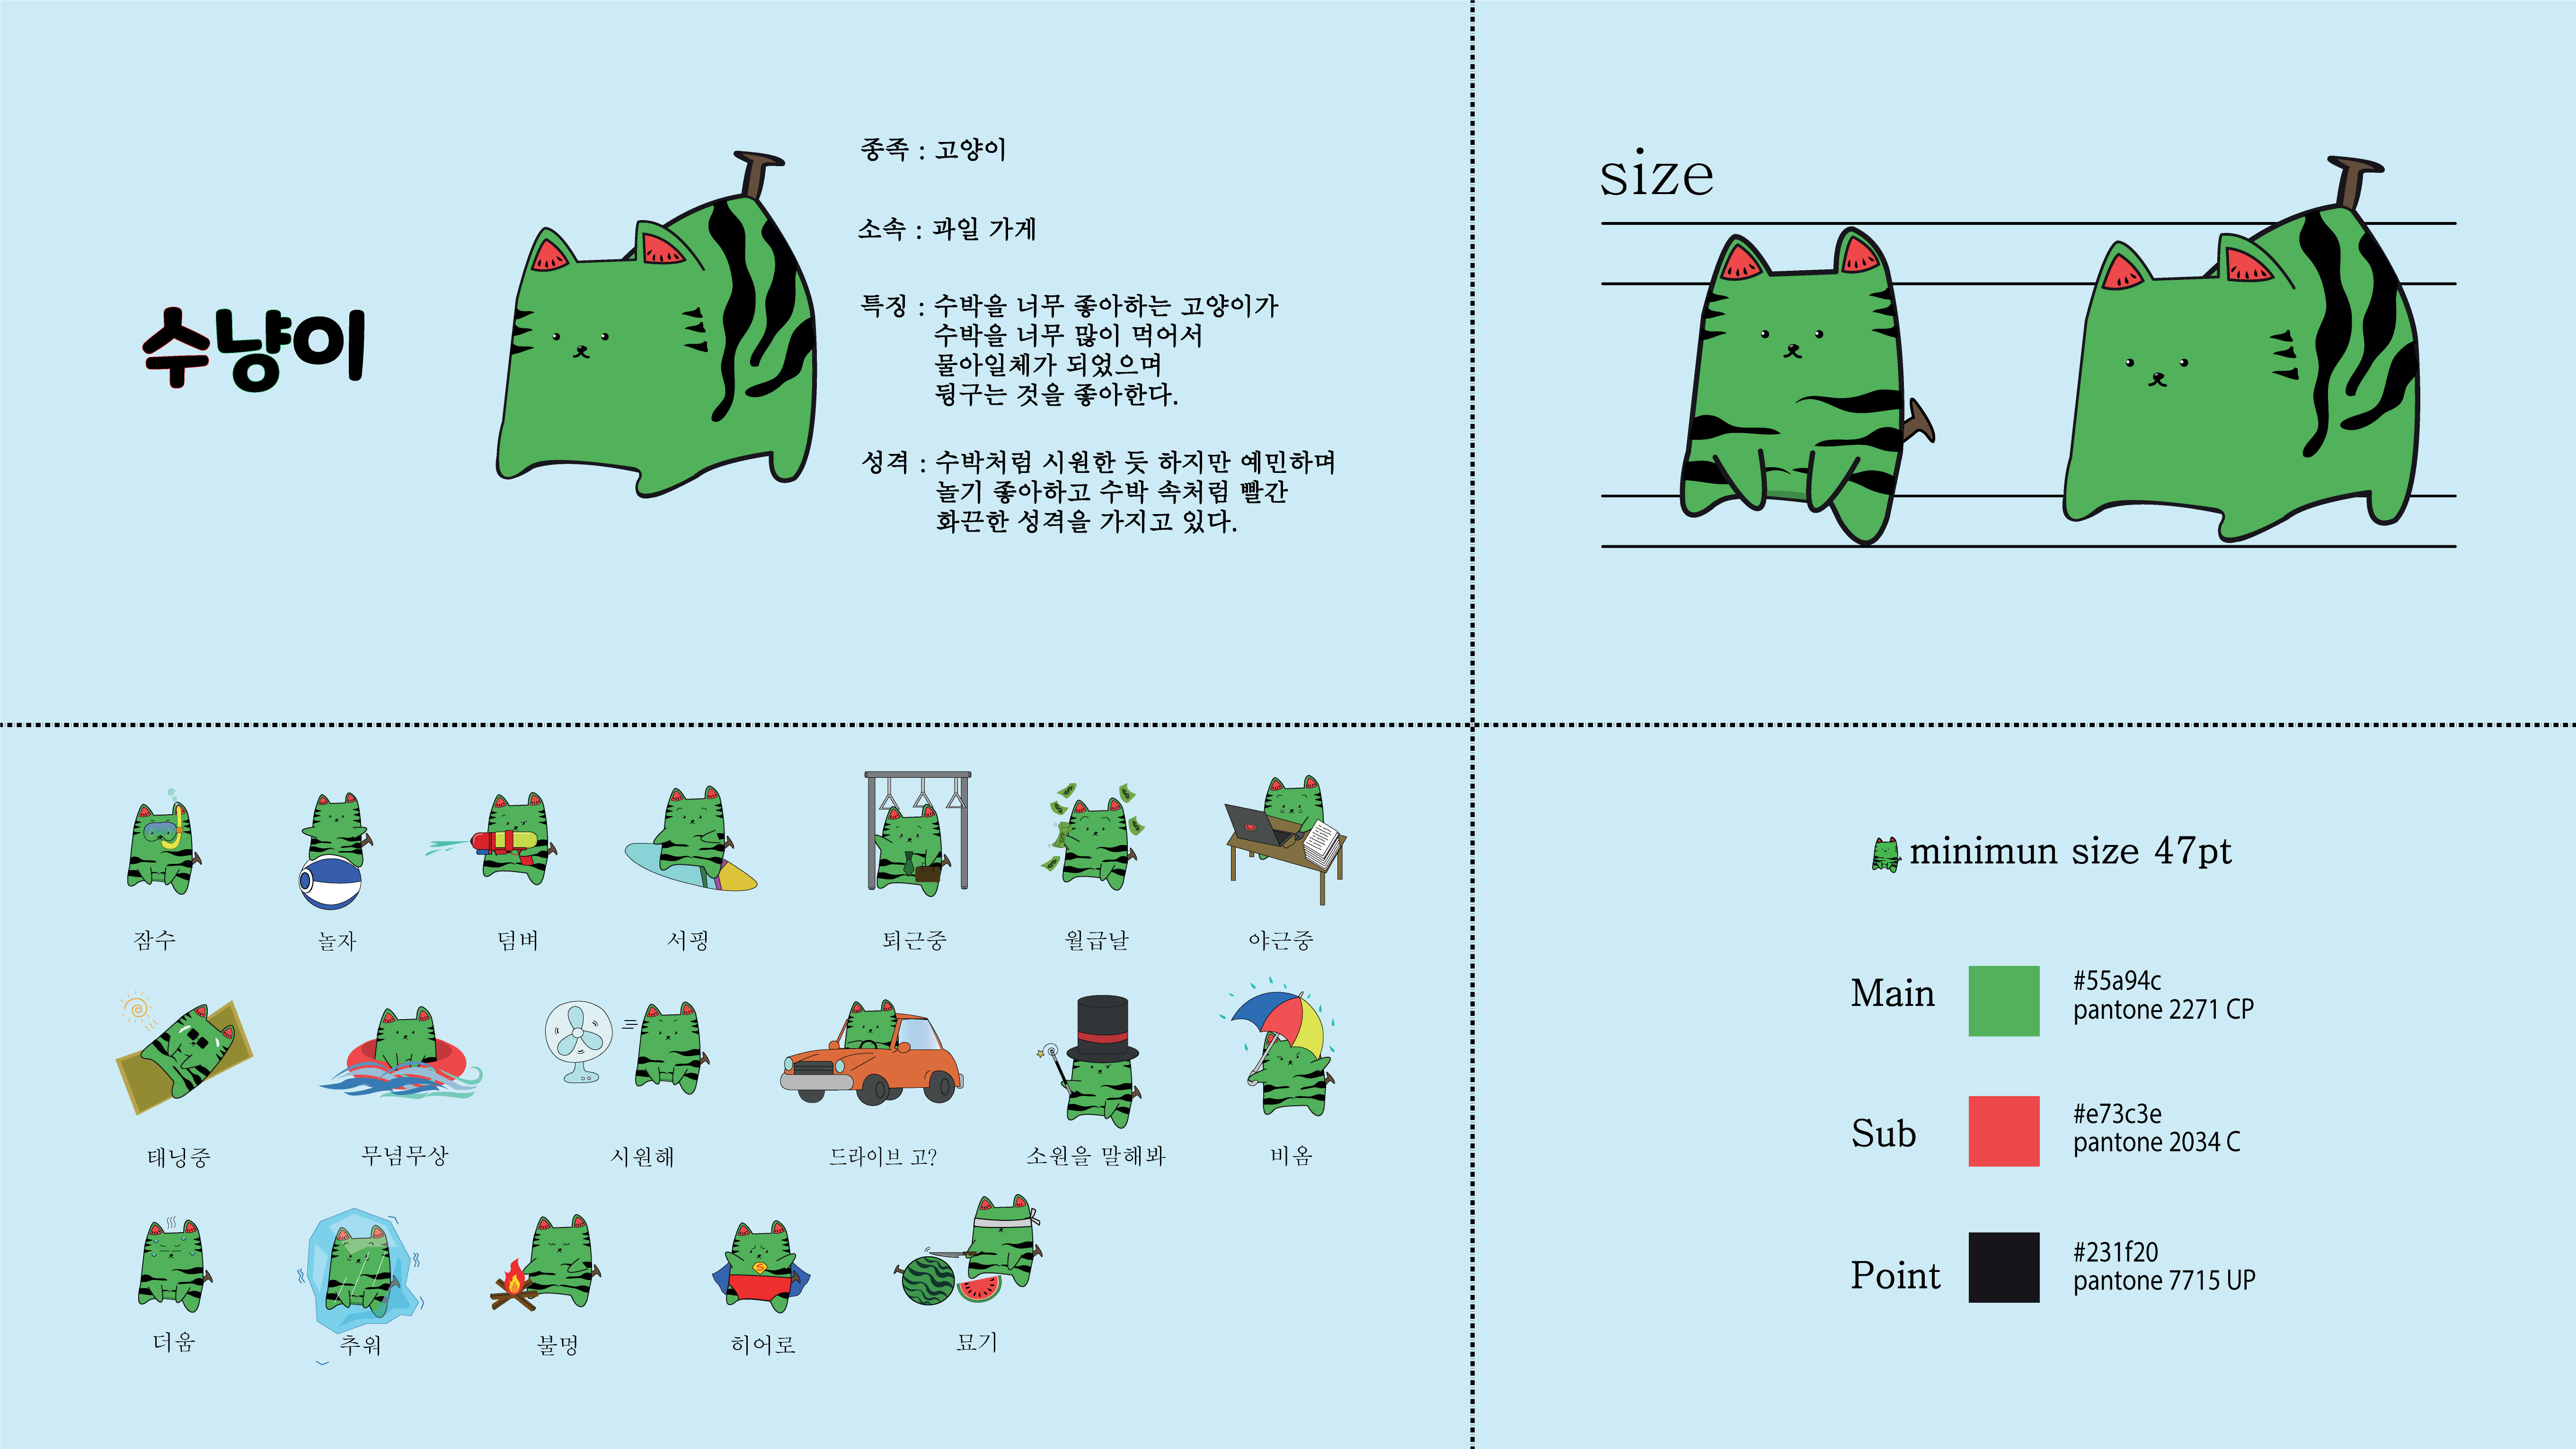 수냥이
종족 : 고양이
소속 : 과일 가게
특징 : 수박을 너무 좋아하는 고양이가
수박을 너무 많이 먹어서
물아일체가 되었으며
뒹구는 것을 좋아한다.
성격 : 수박처럼 시원한 듯 하지만 예민하며
놀기 좋아하고 수박 속처럼 빨간
화끈한 성격을 가지고 있다.
size
잠수
놀자
덤벼
서핑
퇴근중
월급날
야근중
태닝중
무념무상
시원해
드라이브 고?
소원을 말해봐
비옴
더움
추워
불멍
히어로
묘기
minimun size 47pt
Main
#55a94c
pantone 2271 CP
Sub
#e73c3e
pantone 2034 C
Point
#231f20
pantone 7715 UP